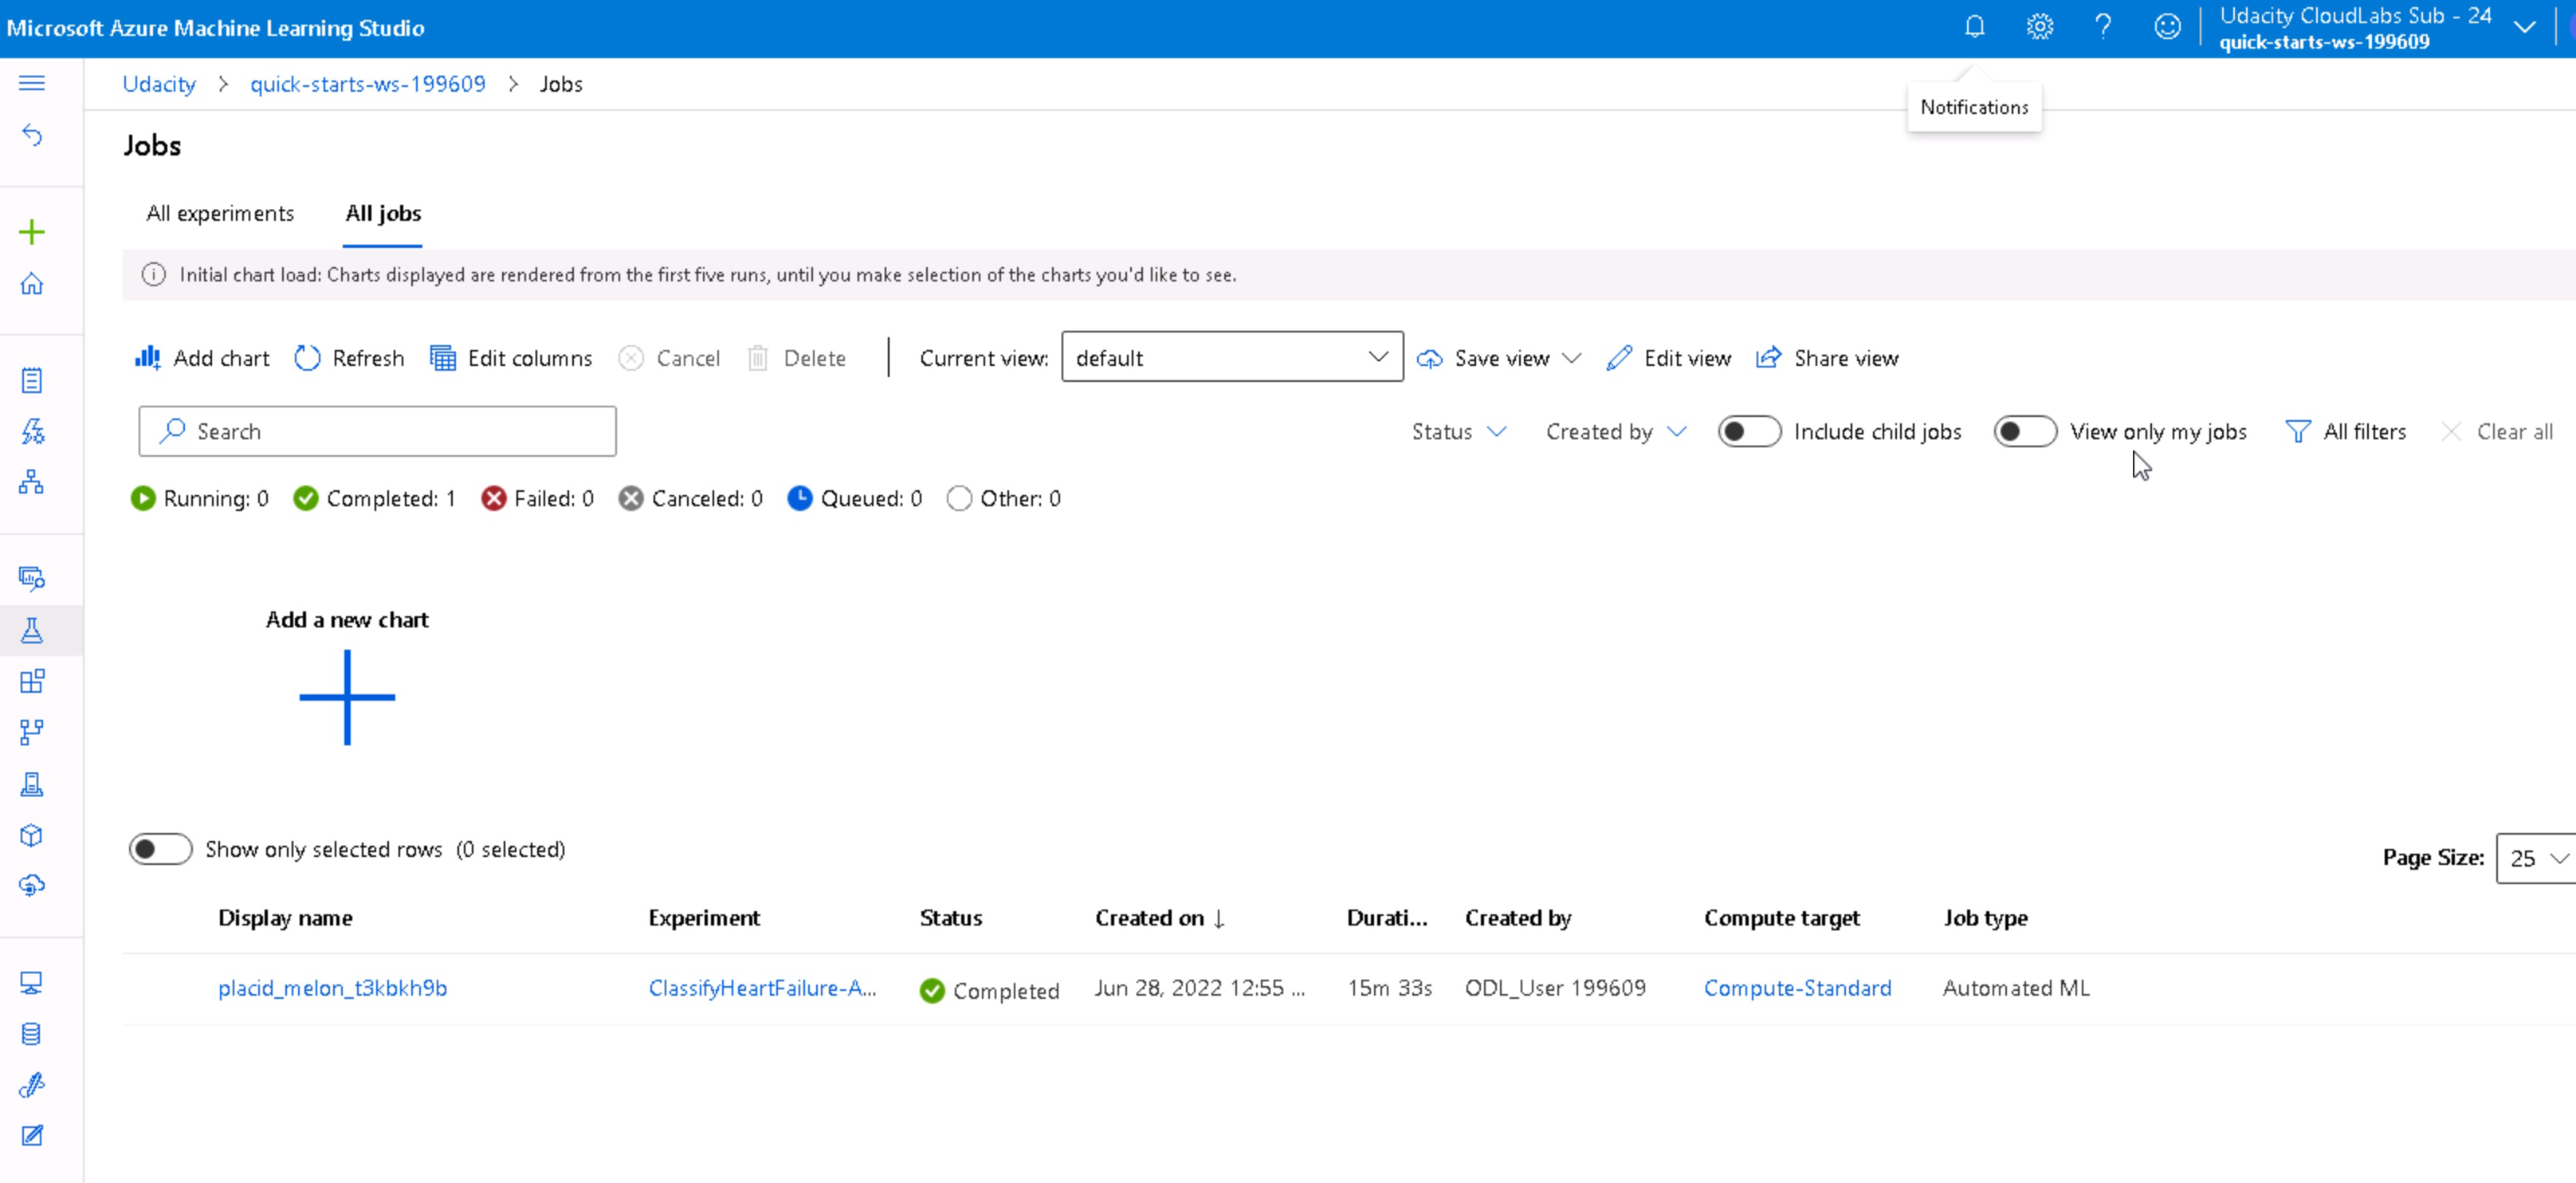 Microsoft Azure Machine Learning Studio
Udacity CloudLabs Sub - 24
quick-starts-ws-199609
Udacity > quick-starts-ws-199609 > Jobs
Notifications
Jobs
All experiments All jobs
Initial chart load: Charts displayed are rendered from the first five runs, until you make selection of the charts you'd like to see.
Add chart Refresh Edit columns Cancel Delete Current view: default Save view Edit view Share view
Search Status Created by Include child jobs View only my jobs All filters Clear all
Running: 0 Completed: 1 Failed: 0 Canceled: 0 Queued: 0 Other: 0
Add a new chart
Show only selected rows (0 selected) Page Size: 25
Display name Experiment Status Created on ↓ Durati... Created by Compute target Job type
placid_melon_t3kbkh9b ClassifyHeartFailure-A... Completed Jun 28, 2022 12:55 ... 15m 33s ODL_User 199609 Compute-Standard Automated ML